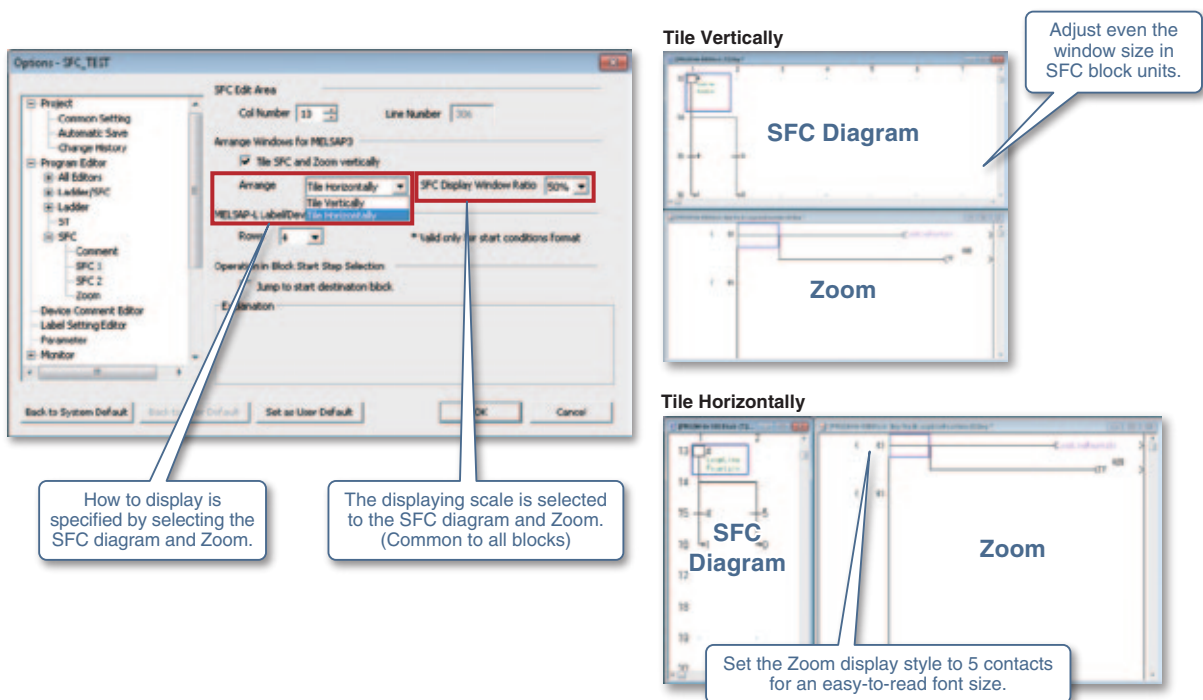 Options - SFC_TEST
Project
Common Setting
Automatic Save
Change History
Program Editor
All Editors
Ladder/SFC
Ladder
ST
SFC
Comment
SFC 1
SFC 2
Zoom
Device Comment Editor
Label Setting Editor
Parameter
Monitor
SFC Edit Area
Col Number 13 Line Number 306
Arrange Windows for MELSAP3
Tile SFC and Zoom vertically
Arrange Tile Horizontally SFC Display Window Ratio 50%
Tile Vertically
MELSAP-L Label/Dev Tile Horizontally
Rows 4 * Valid only for start conditions format
Operation in Block Start Step Selection
Jump to start destination block
Explanation
Back to System Default Set as User Default OK Cancel
How to display is
specified by selecting the
SFC diagram and Zoom.
The displaying scale is selected
to the SFC diagram and Zoom.
(Common to all blocks)
Tile Vertically
Adjust even the
window size in
SFC block units.
SFC Diagram
Zoom
Tile Horizontally
SFC
Diagram
Zoom
Set the Zoom display style to 5 contacts
for an easy-to-read font size.